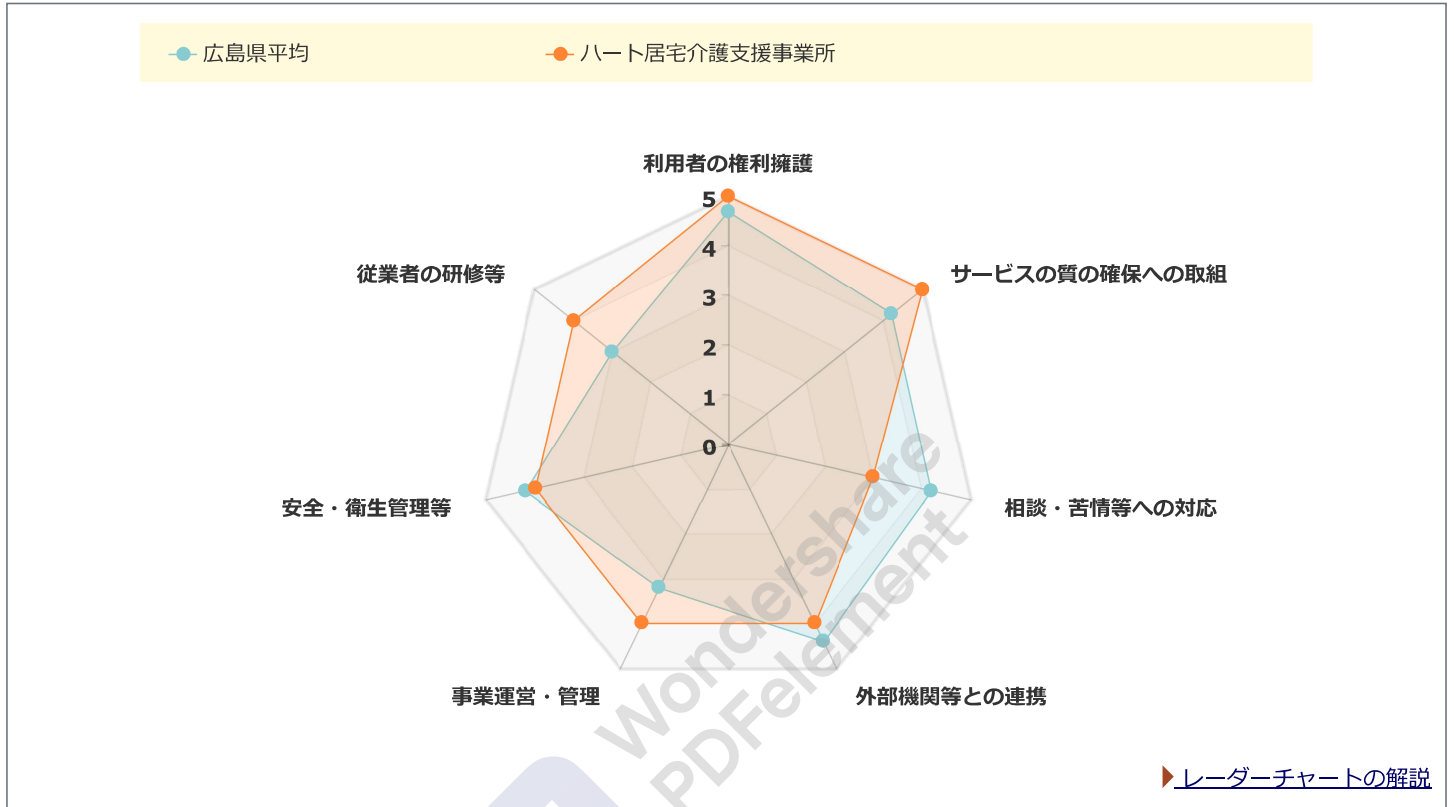 広島県平均
ハート居宅介護支援事業所
利用者の権利擁護
5
4
3
2
1
0
従業者の研修等
サービスの質の確保への取組
安全・衛生管理等
相談・苦情等への対応
事業運営・管理
外部機関等との連携
Wondershare
PDFelement
レーダーチャートの解説